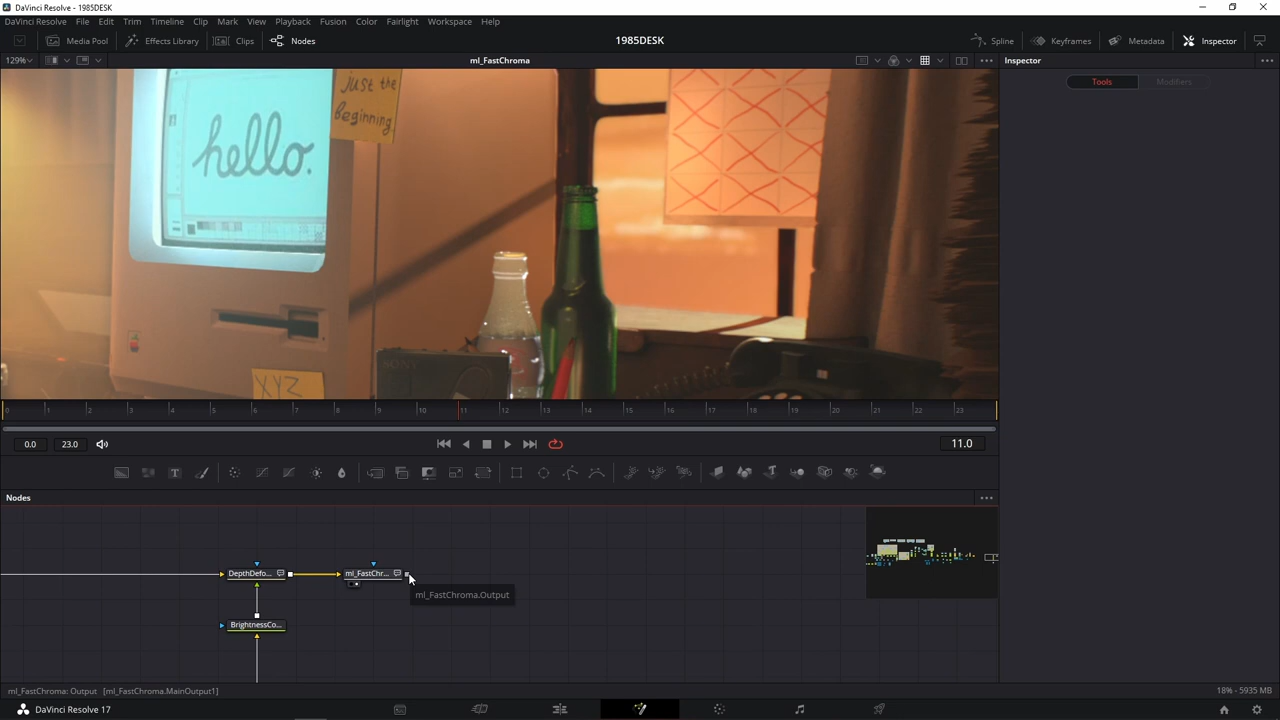 DaVinci Resolve - 1985DESK
DaVinci Resolve File Edit Trim Timeline Clip Mark View Playback Fusion Color Fairlight Workspace Help
Media Pool Effects Library Clips Nodes 1985DESK Spline Keyframes Metadata Inspector
129% ml_FastChroma Inspector
Tools Modifiers
just the
beginning.
hello.
SONY
XYZ
0 1 2 3 4 5 6 7 8 9 10 11 12 13 14 15 16 17 18 19 20 21 22 23
0.0 23.0 11.0
Nodes
DepthDefo... ml_FastChr...
ml_FastChroma.Output
BrightnessCo...
ml_FastChroma: Output [ml_FastChroma.MainOutput1] 18% - 5935 MB
DaVinci Resolve 17